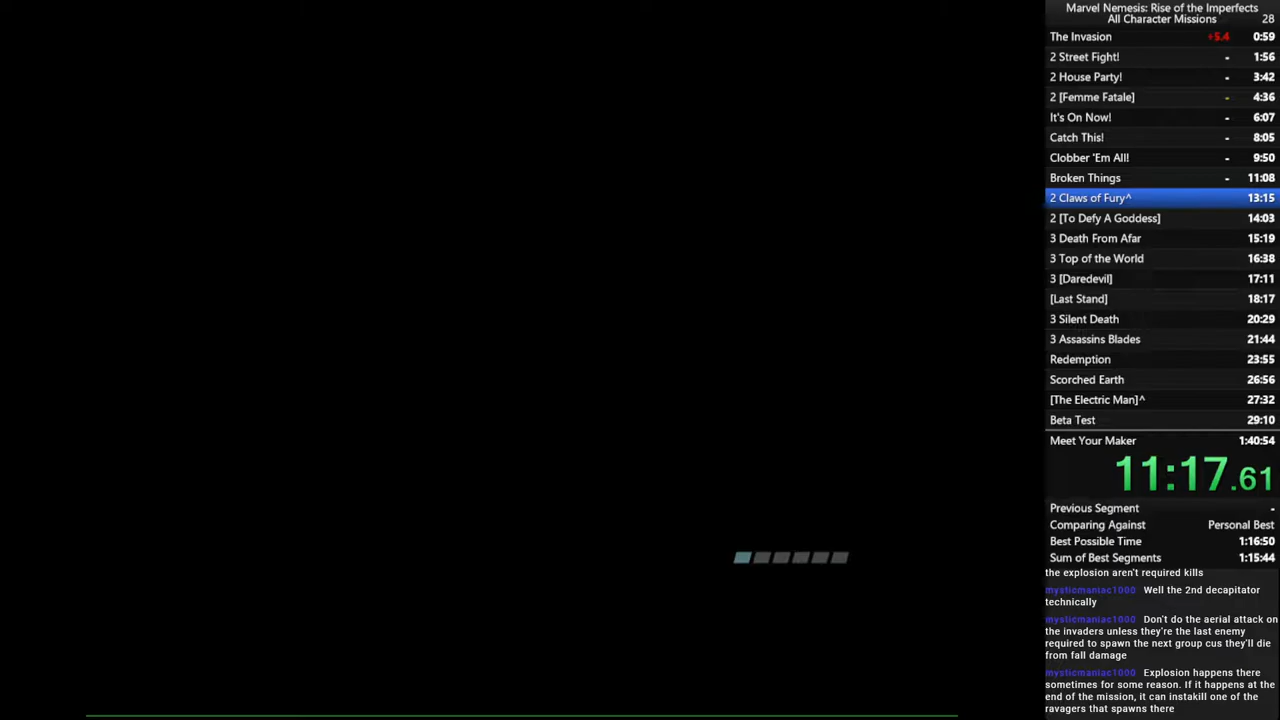 Marvel Nemesis: Rise of the Imperfects
All Character Missions 28
The Invasion +5.4 0:59
2 Street Fight! - 1:56
2 House Party! - 3:42
2 [Femme Fatale] - 4:36
It's On Now! - 6:07
Catch This! - 8:05
Clobber 'Em All! - 9:50
Broken Things - 11:08
2 Claws of Fury^ 13:15
2 [To Defy A Goddess] 14:03
3 Death From Afar 15:19
3 Top of the World 16:38
3 [Daredevil] 17:11
[Last Stand] 18:17
3 Silent Death 20:29
3 Assassins Blades 21:44
Redemption 23:55
Scorched Earth 26:56
[The Electric Man]^ 27:32
Beta Test 29:10
Meet Your Maker 1:40:54
11:17.61
Previous Segment -
Comparing Against Personal Best
Best Possible Time 1:16:50
Sum of Best Segments 1:15:44
the explosion aren't required kills
mysticmaniac1000 Well the 2nd decapitator
technically
mysticmaniac1000 Don't do the aerial attack on
the invaders unless they're the last enemy
required to spawn the next group cus they'll die
from fall damage
mysticmaniac1000 Explosion happens there
sometimes for some reason. If it happens at the
end of the mission, it can instakill one of the
ravagers that spawns there